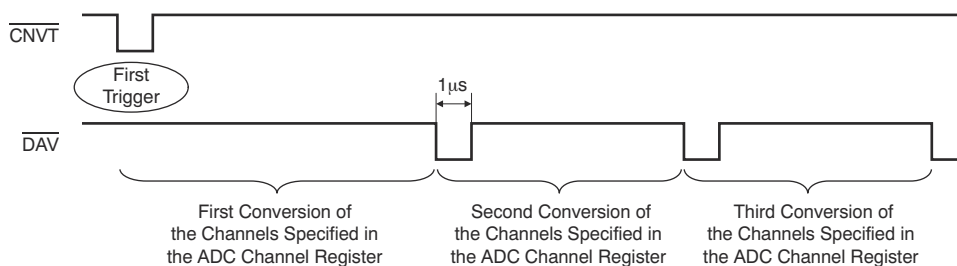 CNVT
First
Trigger
1μs
DAV
First Conversion of
the Channels Specified in
the ADC Channel Register
Second Conversion of
the Channels Specified in
the ADC Channel Register
Third Conversion of
the Channels Specified in
the ADC Channel Register